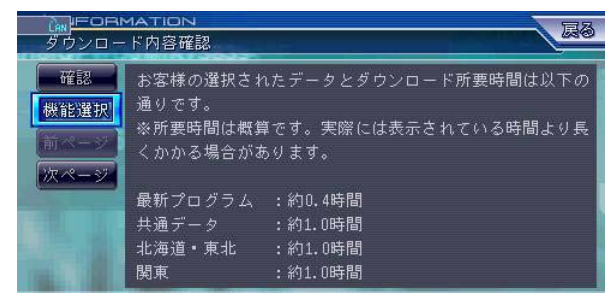 LAN INFORMATION
戻る
ダウンロード内容確認
確認
機能選択
前ページ
次ページ
お客様の選択されたデータとダウンロード所要時間は以下の
通りです。
※所要時間は概算です。実際には表示されている時間より長
くかかる場合があります。
最新プログラム ：約0.4時間
共通データ ：約1.0時間
北海道・東北 ：約1.0時間
関東 ：約1.0時間